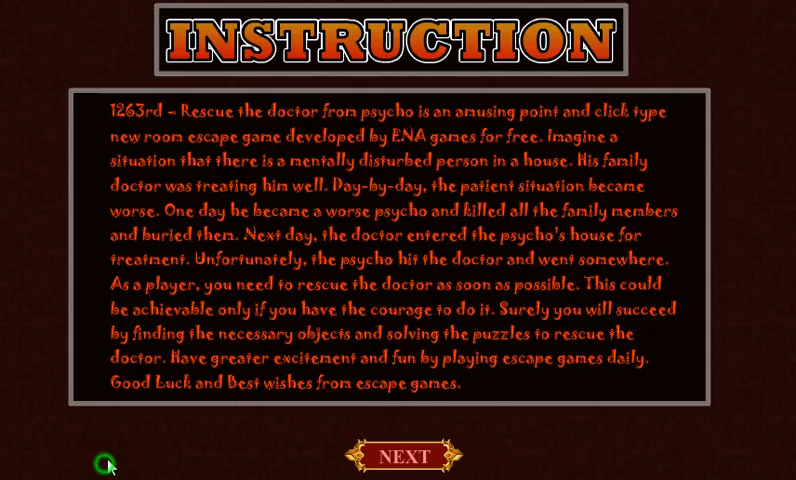 INSTRUCTION
1263rd - Rescue the doctor from psycho is an amusing point and click type
new room escape game developed by ENA games for free. Imagine a
situation that there is a mentally disturbed person in a house. His family
doctor was treating him well. Day-by-day, the patient situation became
worse. One day he became a worse psycho and killed all the family members
and buried them. Next day, the doctor entered the psycho's house for
treatment. Unfortunately, the psycho hit the doctor and went somewhere.
As a player, you need to rescue the doctor as soon as possible. This could
be achievable only if you have the courage to do it. Surely you will succeed
by finding the necessary objects and solving the puzzles to rescue the
doctor. Have greater excitement and fun by playing escape games daily.
Good Luck and Best wishes from escape games.
NEXT